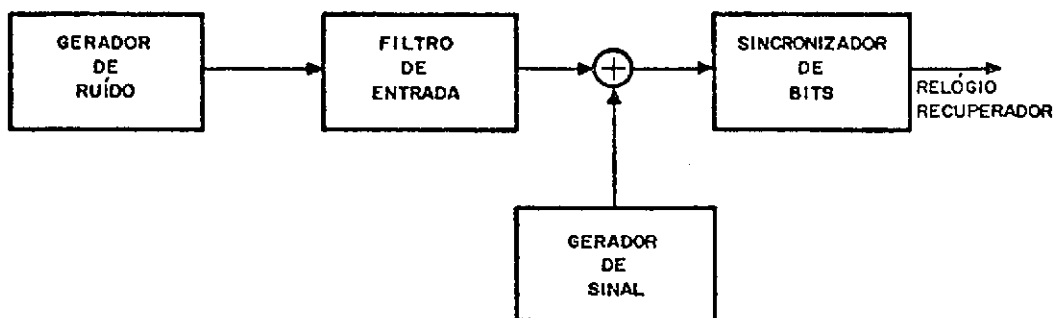 GERADOR
DE
RUÍDO
FILTRO
DE
ENTRADA
SINCRONIZADOR
DE
BITS
RELÓGIO
RECUPERADOR
GERADOR
DE
SINAL